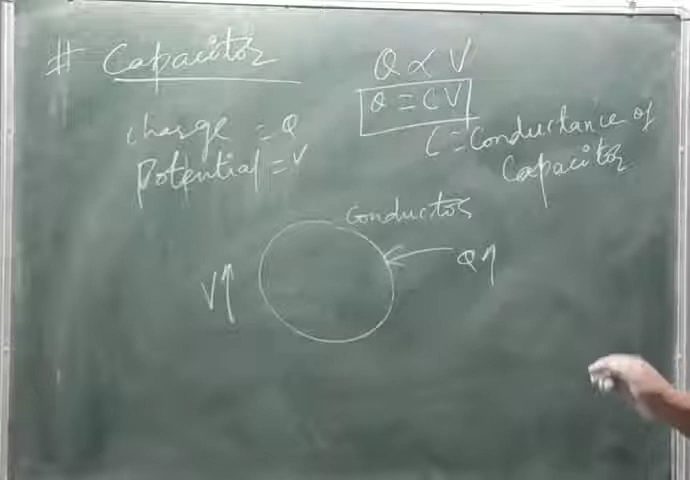 # Capacitor
Q ∝ V
Q = CV
charge = Q
Potential = V
C = Conductance of
Capacitor
Conductor
V↑
Q↑